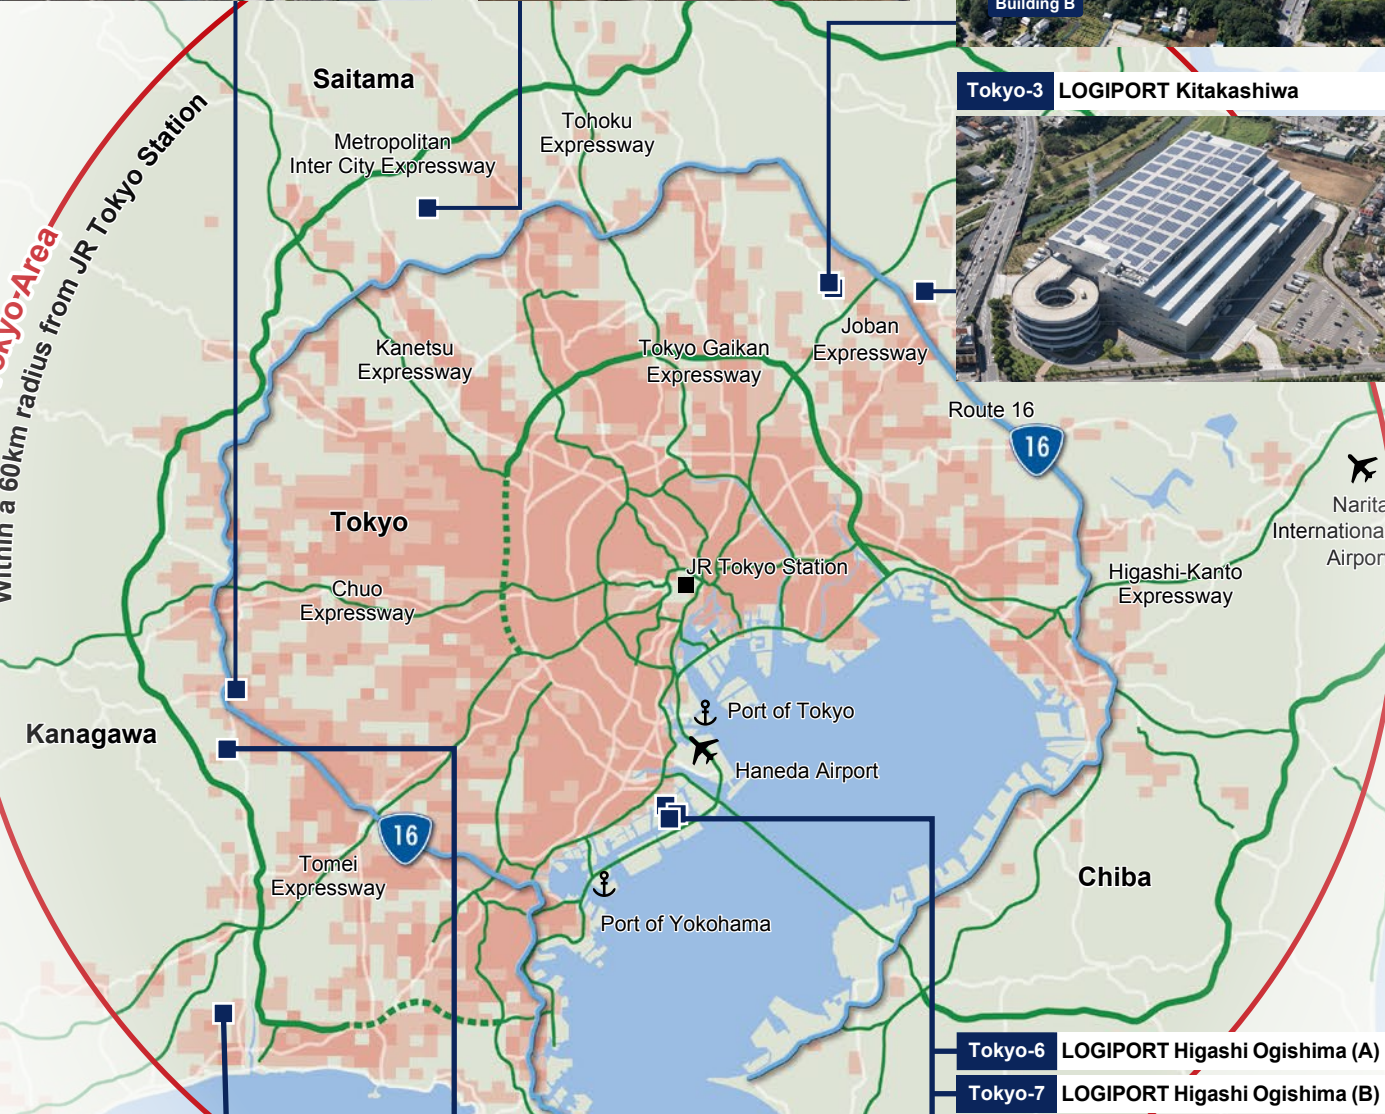 Building B
Tokyo-3 LOGIPORT Kitakashiwa
Saitama
Metropolitan
Inter City Expressway
Tohoku
Expressway
Tokyo-Area
Within a 60km radius from JR Tokyo Station
Kanetsu
Expressway
Tokyo Gaikan
Expressway
Joban
Expressway
Route 16
16
Narita
International
Airport
Tokyo
JR Tokyo Station
Chuo
Expressway
Higashi-Kanto
Expressway
Kanagawa
Port of Tokyo
Haneda Airport
16
Tomei
Expressway
Chiba
Port of Yokohama
Tokyo-6 LOGIPORT Higashi Ogishima (A)
Tokyo-7 LOGIPORT Higashi Ogishima (B)